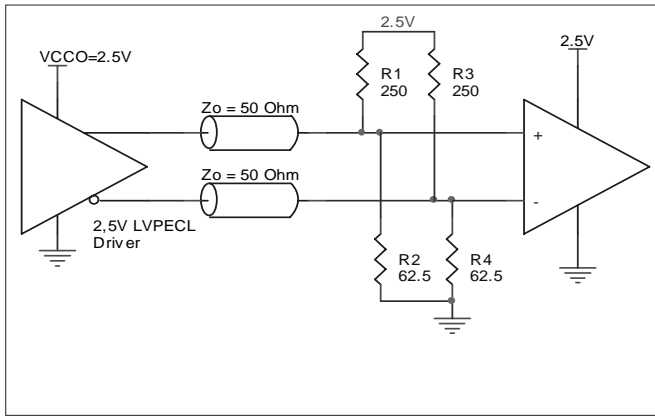 2.5V
VCCO=2.5V
2.5V
R1
250
R3
250
Zo = 50 Ohm
+
Zo = 50 Ohm
-
2,5V LVPECL
Driver
R2
62.5
R4
62.5